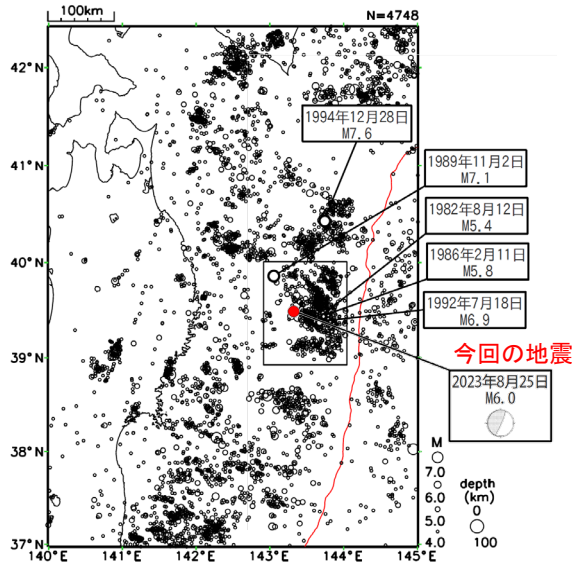 100km
N=4748
42°N
41°N
40°N
39°N
38°N
37°N
140°E
141°E
142°E
143°E
144°E
145°E
1994年12月28日
M7.6
1989年11月2日
M7.1
1982年8月12日
M5.4
1986年2月11日
M5.8
1992年7月18日
M6.9
今回の地震
2023年8月25日
M6.0
M
7.0
6.0
5.0
4.0
depth
(km)
0
100